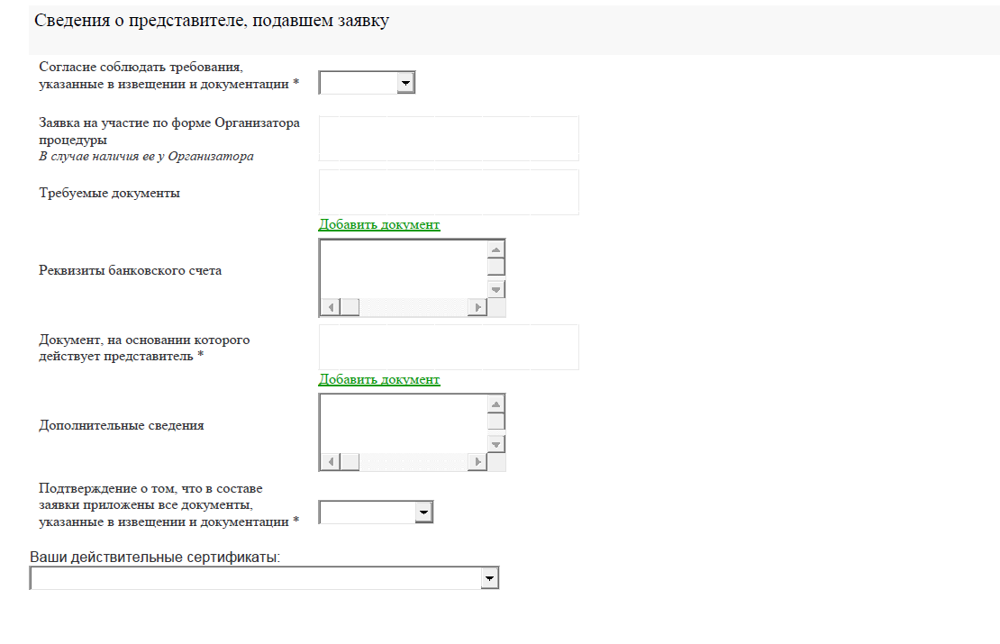 Сведения о представителе, подавшем заявку
Согласие соблюдать требования,
указанные в извещении и документации *
Заявка на участие по форме Организатора
процедуры
В случае наличия ее у Организатора
Требуемые документы
Добавить документ
Реквизиты банковского счета
Документ, на основании которого
действует представитель *
Добавить документ
Дополнительные сведения
Подтверждение о том, что в составе
заявки приложены все документы,
указанные в извещении и документации *
Ваши действительные сертификаты: